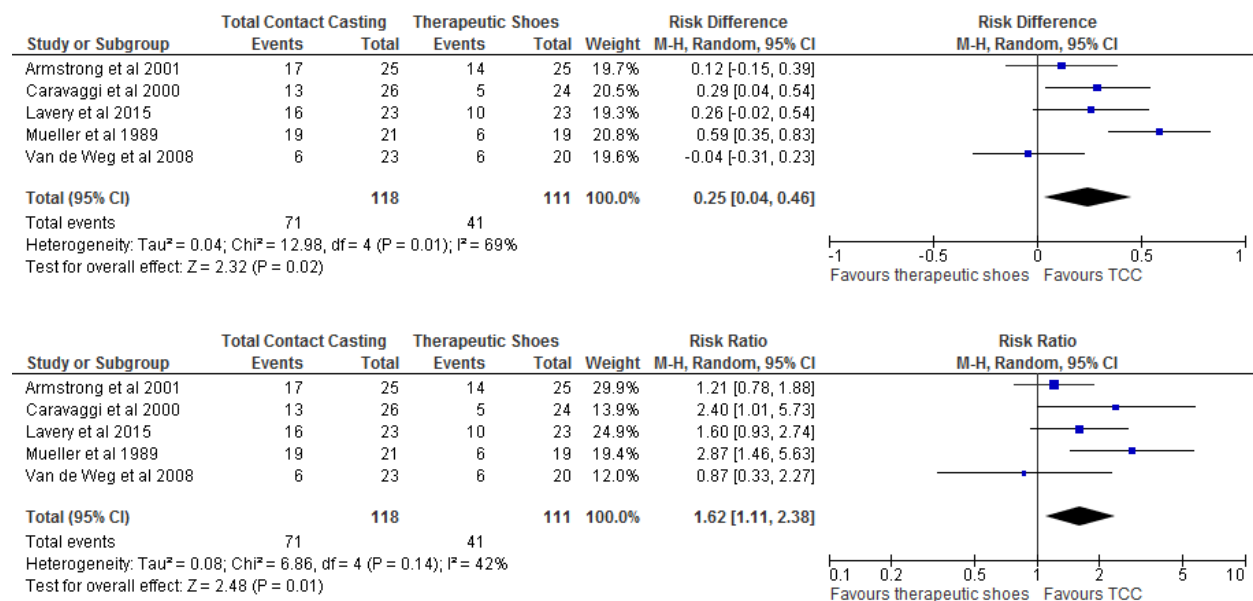 Total Contact Casting Therapeutic Shoes Risk Difference Risk Difference
Study or Subgroup Events Total Events Total Weight M-H, Random, 95% CI M-H, Random, 95% CI
Armstrong et al 2001 17 25 14 25 19.7% 0.12 [-0.15, 0.39]
Caravaggi et al 2000 13 26 5 24 20.5% 0.29 [0.04, 0.54]
Lavery et al 2015 16 23 10 23 19.3% 0.26 [-0.02, 0.54]
Mueller et al 1989 19 21 6 19 20.8% 0.59 [0.35, 0.83]
Van de Weg et al 2008 6 23 6 20 19.6% -0.04 [-0.31, 0.23]
Total (95% CI) 118 111 100.0% 0.25 [0.04, 0.46]
Total events 71 41
Heterogeneity: Tau² = 0.04; Chi² = 12.98, df = 4 (P = 0.01); I² = 69%
Test for overall effect: Z = 2.32 (P = 0.02)
-1 -0.5 0 0.5 1
Favours therapeutic shoes Favours TCC
Total Contact Casting Therapeutic Shoes Risk Ratio Risk Ratio
Study or Subgroup Events Total Events Total Weight M-H, Random, 95% CI M-H, Random, 95% CI
Armstrong et al 2001 17 25 14 25 29.9% 1.21 [0.78, 1.88]
Caravaggi et al 2000 13 26 5 24 13.9% 2.40 [1.01, 5.73]
Lavery et al 2015 16 23 10 23 24.9% 1.60 [0.93, 2.74]
Mueller et al 1989 19 21 6 19 19.4% 2.87 [1.46, 5.63]
Van de Weg et al 2008 6 23 6 20 12.0% 0.87 [0.33, 2.27]
Total (95% CI) 118 111 100.0% 1.62 [1.11, 2.38]
Total events 71 41
Heterogeneity: Tau² = 0.08; Chi² = 6.86, df = 4 (P = 0.14); I² = 42%
Test for overall effect: Z = 2.48 (P = 0.01)
0.1 0.2 0.5 1 2 5 10
Favours therapeutic shoes Favours TCC